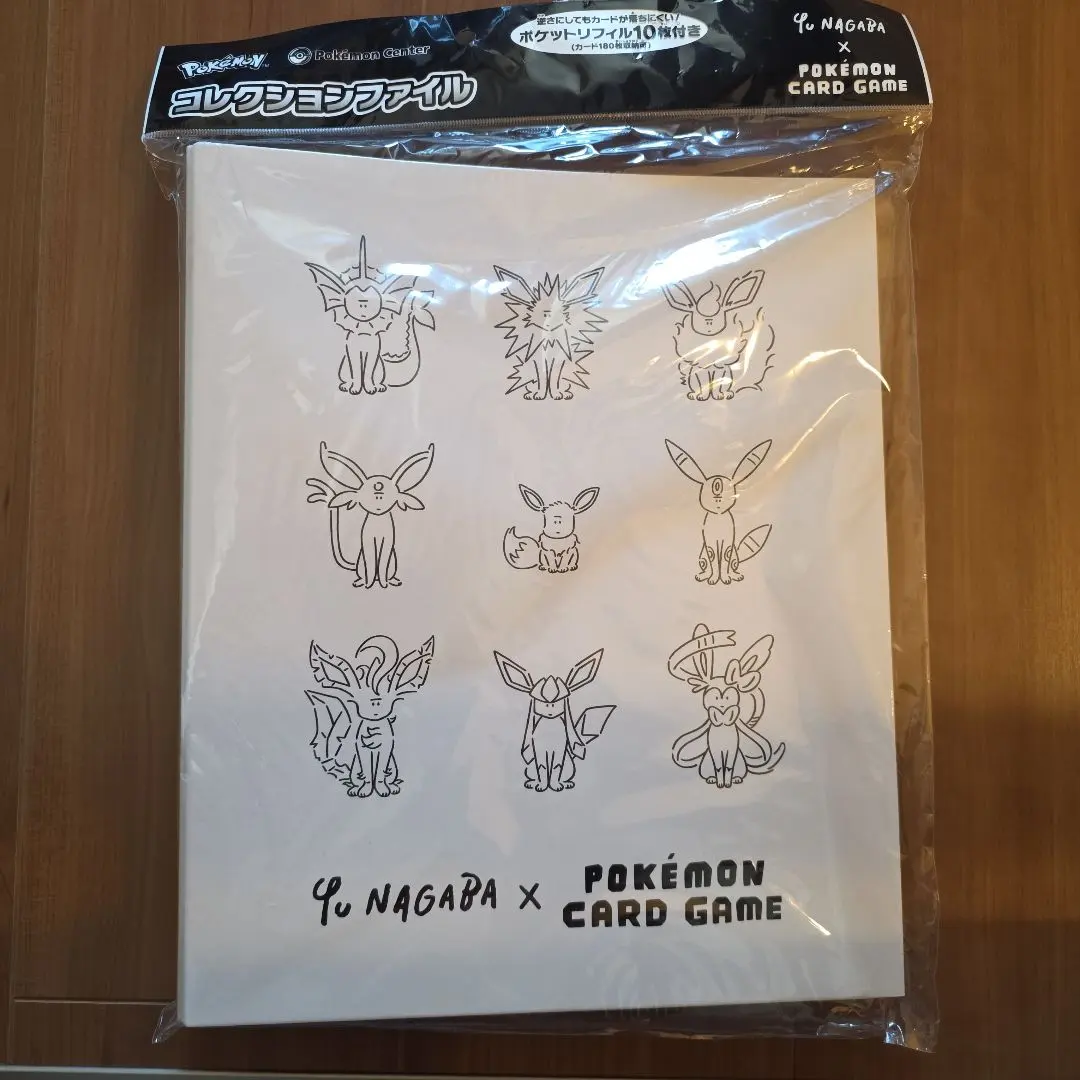 POKÉMON
Pokémon Center
コレクションファイル
逆さにしてもカードが落ちにくい!
ポケットリフィル10枚付き
(カード180枚収納可)
Yu NAGABA
×
POKÉMON
CARD GAME
Yu NAGABA × POKÉMON
CARD GAME